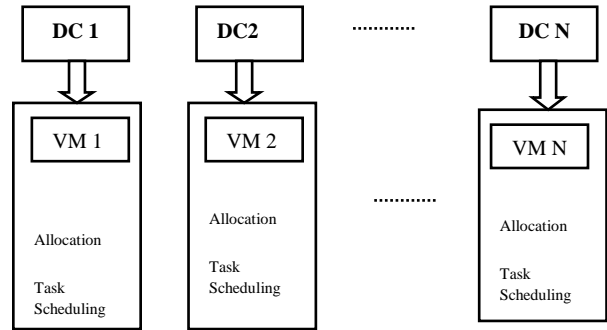 DC 1
DC2
............
DC N
VM 1
VM 2
VM N
............
Allocation
Task
Scheduling
Allocation
Task
Scheduling
Allocation
Task
Scheduling